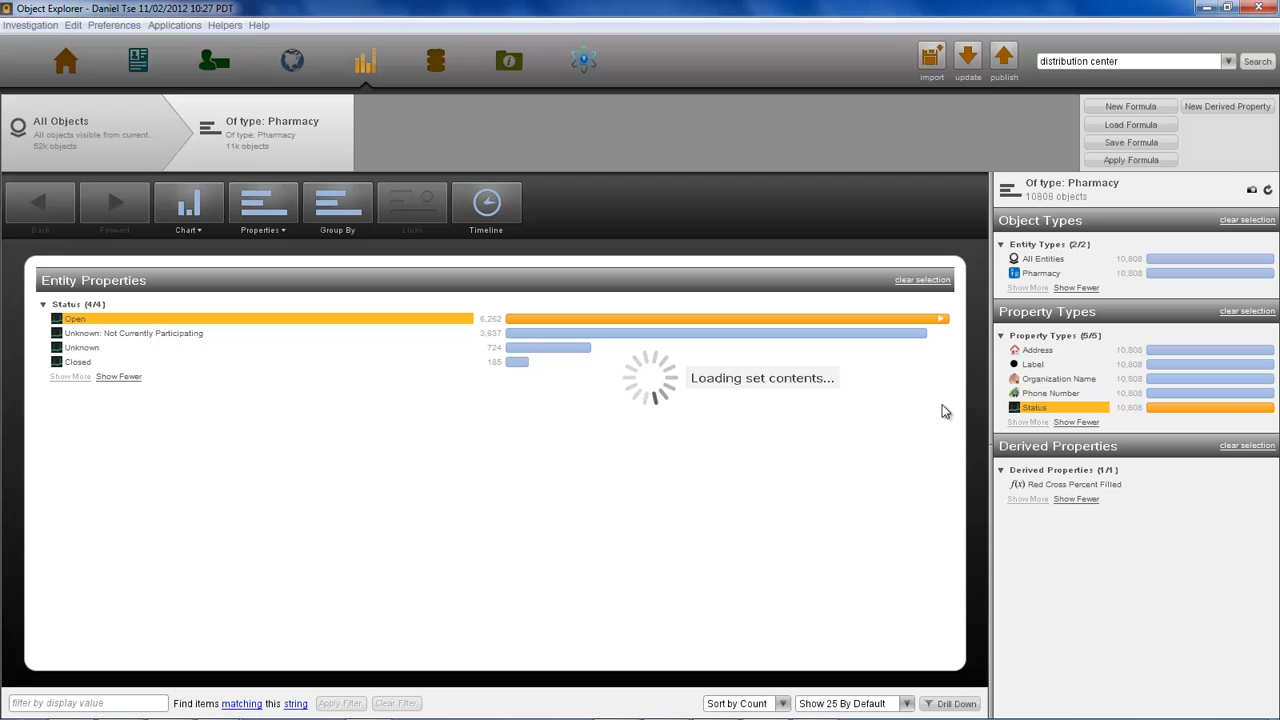 Object Explorer - Daniel Tse 11/02/2012 10:27 PDT
Investigation Edit Preferences Applications Helpers Help
import update publish
distribution center Search
All Objects
All objects visible from current...
52k objects
Of type: Pharmacy
Of type: Pharmacy
11k objects
New Formula New Derived Property
Load Formula
Save Formula
Apply Formula
Back Forward Chart Properties Group By Links Timeline
Entity Properties clear selection
Status (4/4)
Open 6,262
Unknown: Not Currently Participating 3,637
Unknown 724
Closed 185
Show More Show Fewer
Loading set contents...
Of type: Pharmacy
10808 objects
Object Types clear selection
Entity Types (2/2)
All Entities 10,808
Pharmacy 10,808
Show More Show Fewer
Property Types clear selection
Property Types (5/5)
Address 10,808
Label 10,808
Organization Name 10,808
Phone Number 10,808
Status 10,808
Show More Show Fewer
Derived Properties clear selection
Derived Properties (1/1)
f(x) Red Cross Percent Filled
Show More Show Fewer
filter by display value Find items matching this string Apply Filter Clear Filter Sort by Count Show 25 By Default Drill Down